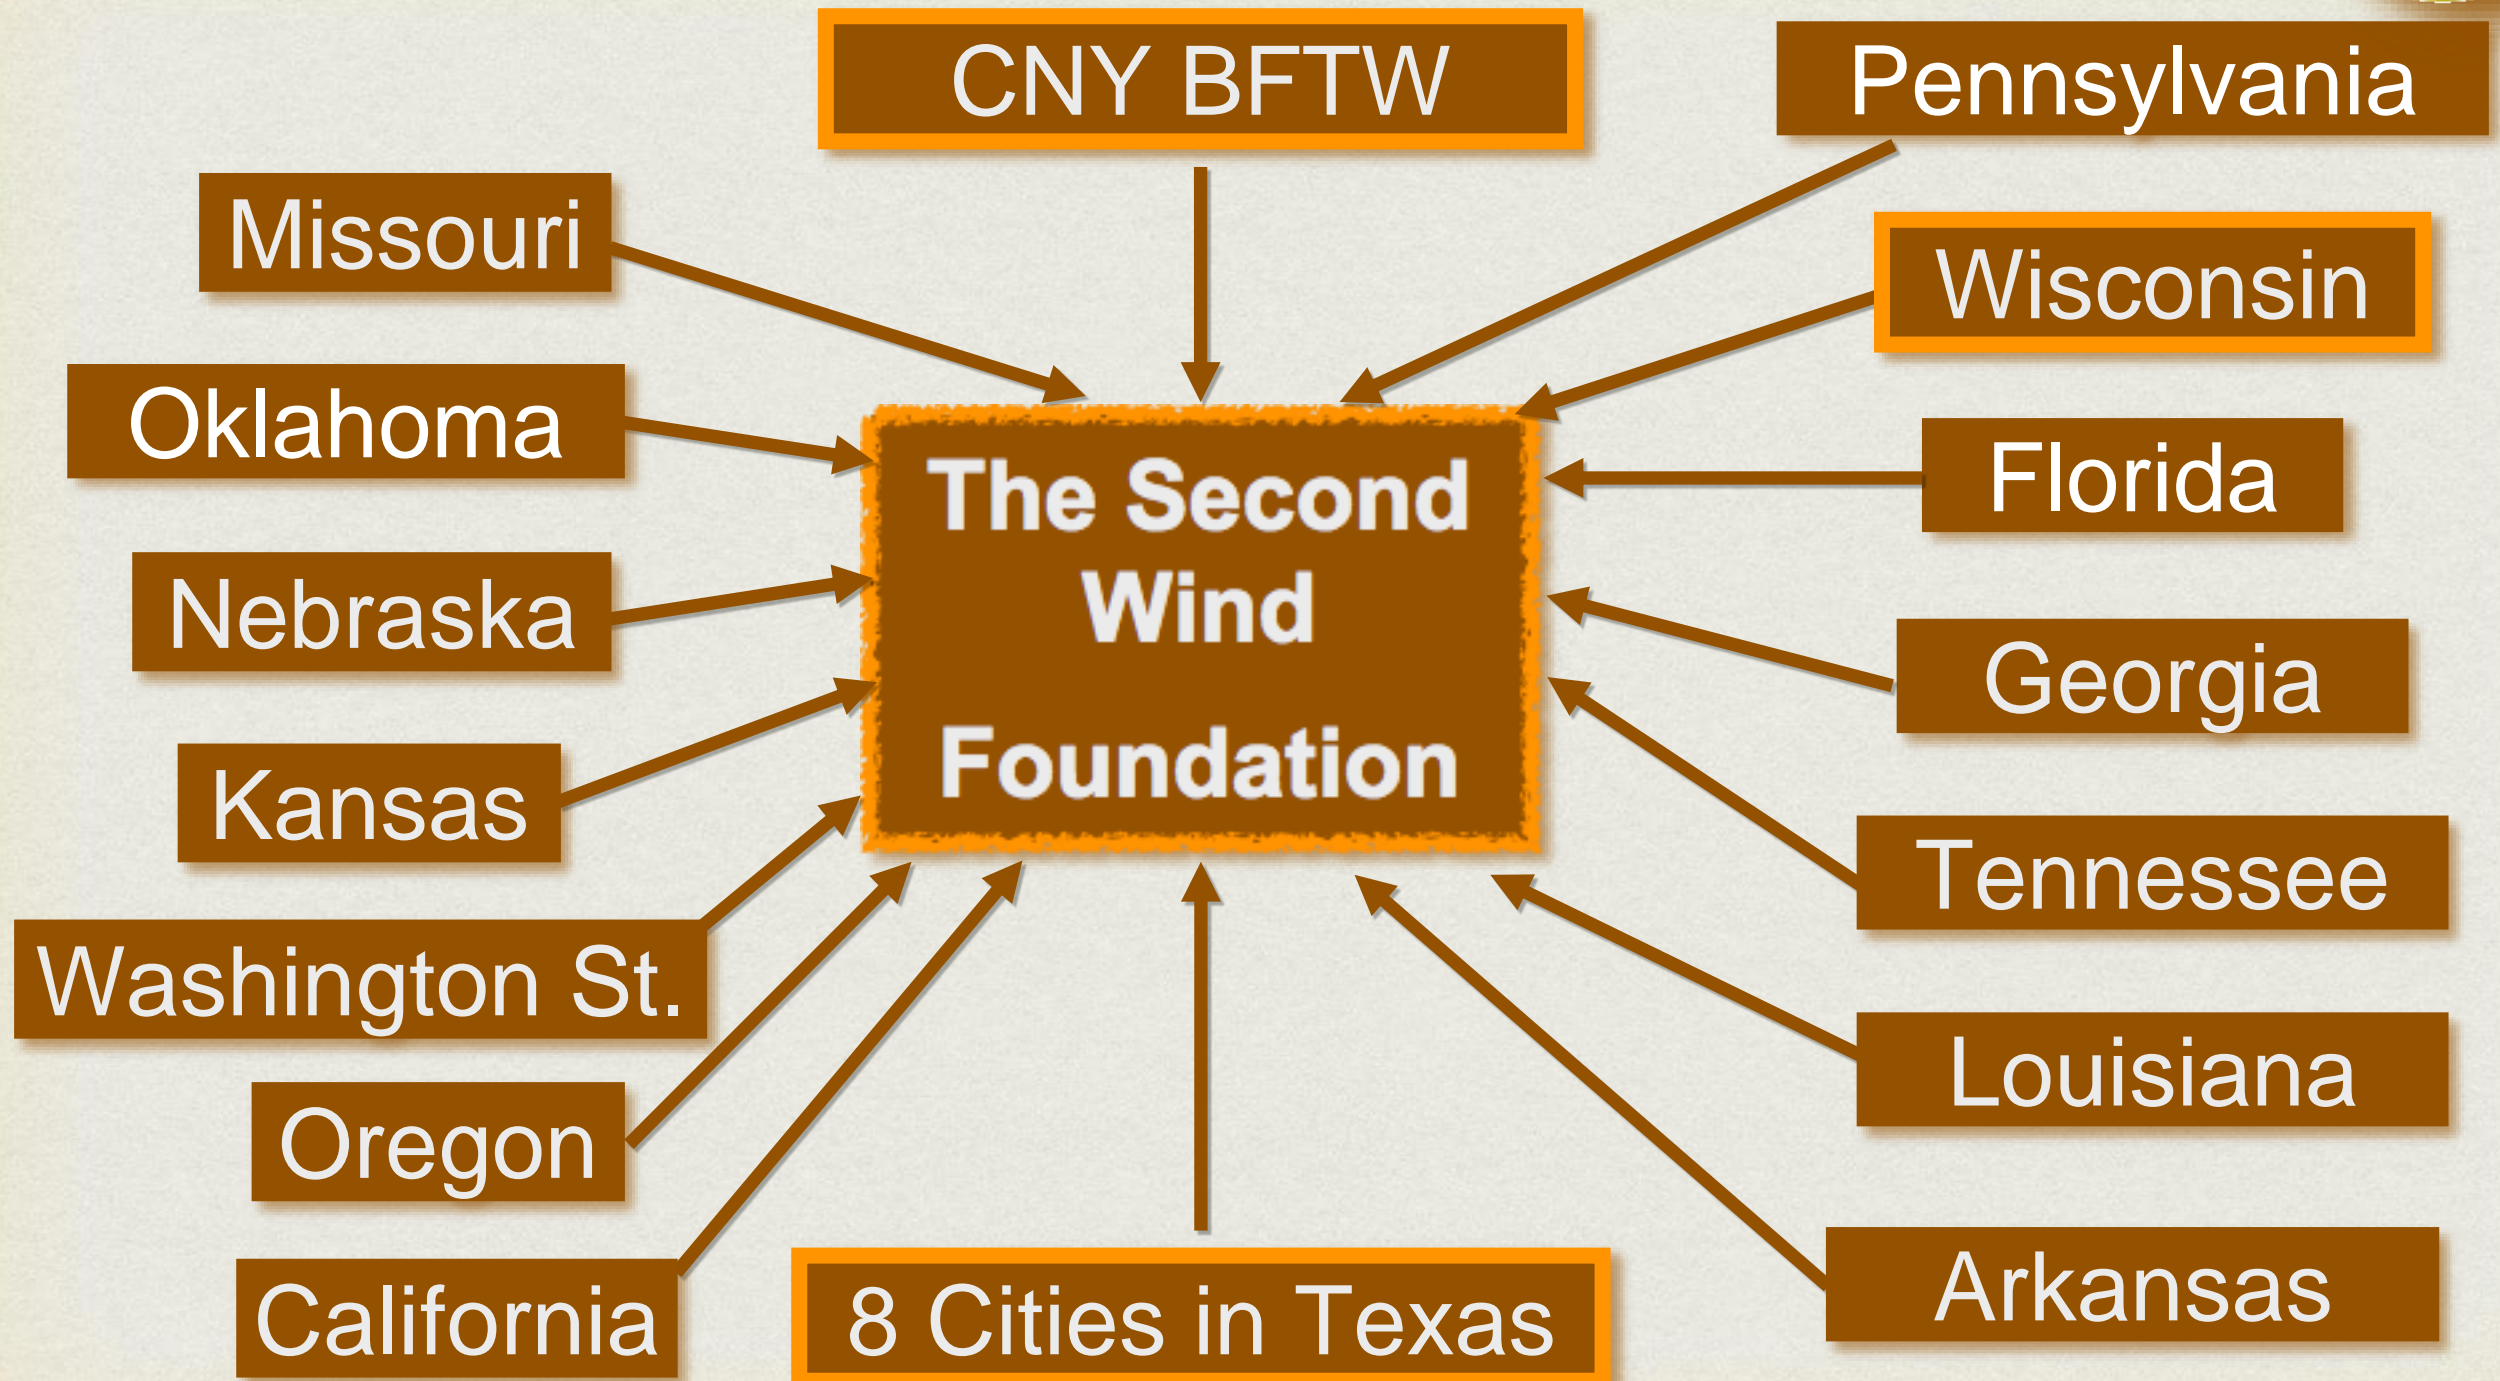 CNY BFTW
Pennsylvania
Missouri
Wisconsin
Oklahoma
Florida
The Second
Wind
Foundation
Nebraska
Georgia
Kansas
Tennessee
Washington St.
Louisiana
Oregon
California
8 Cities in Texas
Arkansas